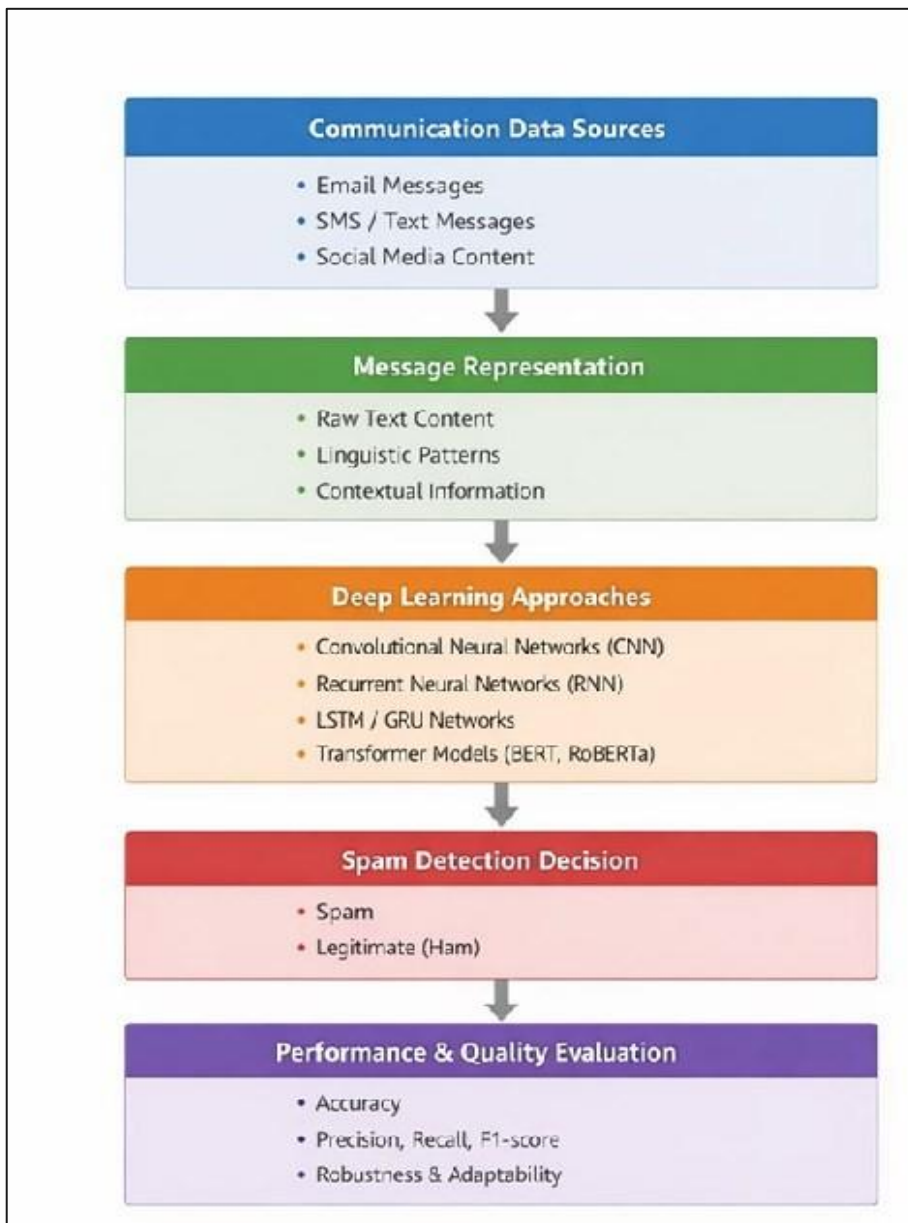 Communication Data Sources
• Email Messages
• SMS / Text Messages
• Social Media Content
Message Representation
• Raw Text Content
• Linguistic Patterns
• Contextual Information
Deep Learning Approaches
• Convolutional Neural Networks (CNN)
• Recurrent Neural Networks (RNN)
• LSTM / GRU Networks
• Transformer Models (BERT, RoBERTa)
Spam Detection Decision
• Spam
• Legitimate (Ham)
Performance & Quality Evaluation
• Accuracy
• Precision, Recall, F1-score
• Robustness & Adaptability